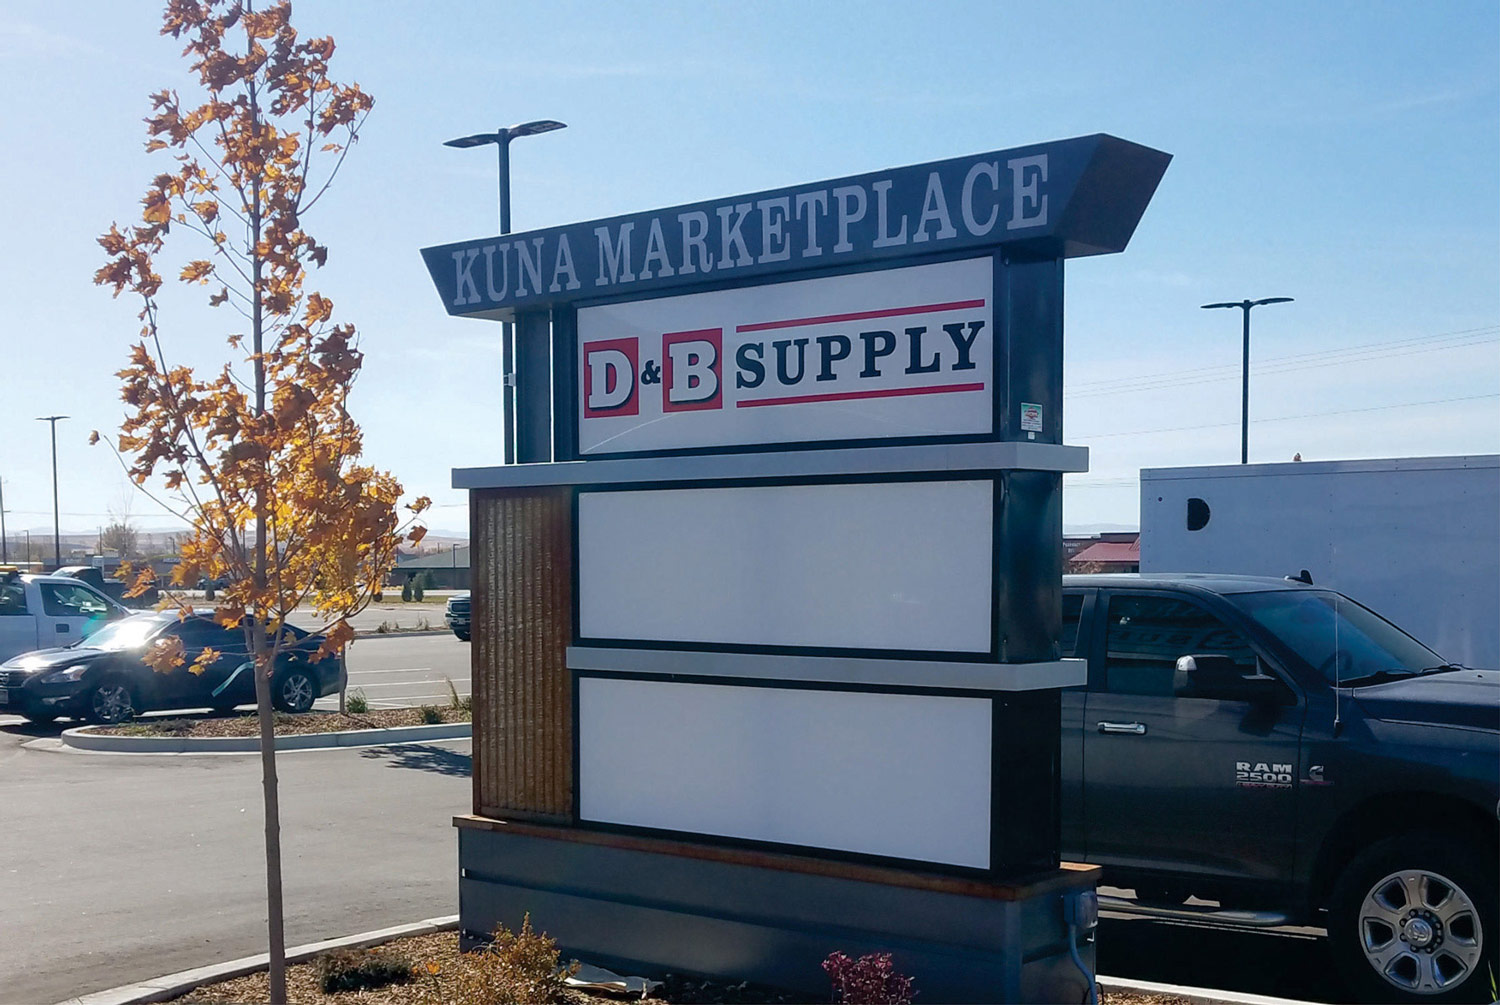 KUNA MARKETPLACE
D & B SUPPLY
RAM
2500